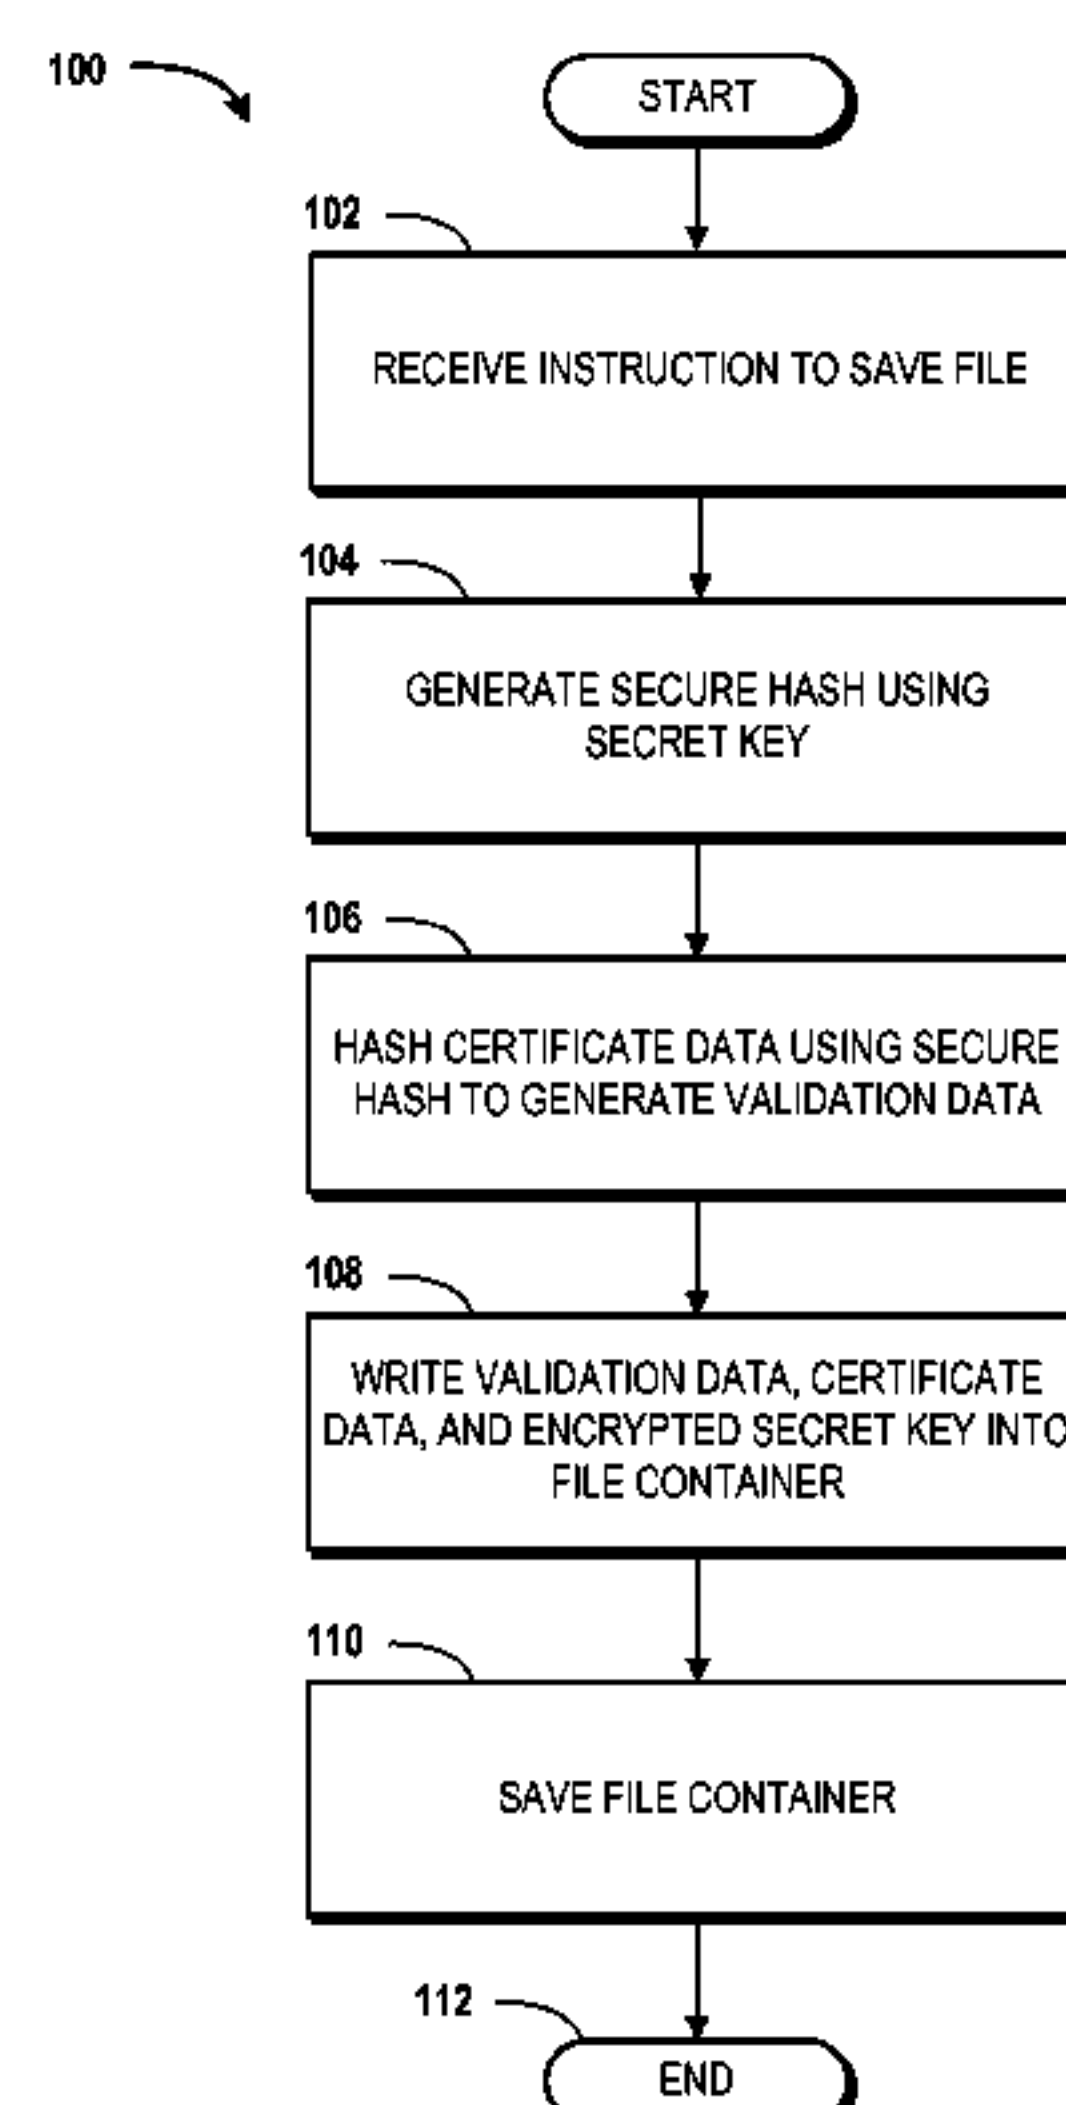 100
START
102
RECEIVE INSTRUCTION TO SAVE FILE
104
GENERATE SECURE HASH USING
SECRET KEY
106
HASH CERTIFICATE DATA USING SECURE
HASH TO GENERATE VALIDATION DATA
108
WRITE VALIDATION DATA, CERTIFICATE
DATA, AND ENCRYPTED SECRET KEY INTO
FILE CONTAINER
110
SAVE FILE CONTAINER
112
END